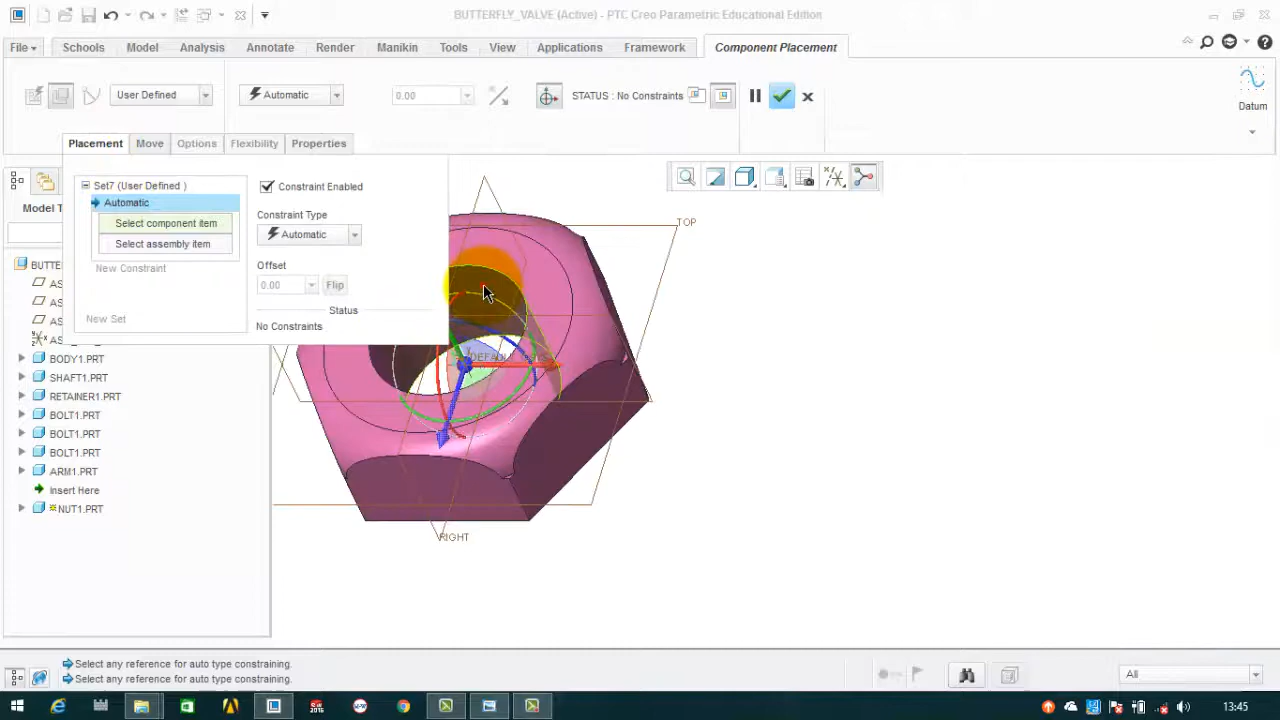 BUTTERFLY_VALVE (Active) - PTC Creo Parametric Educational Edition
File Schools Model Analysis Annotate Render Manikin Tools View Applications Framework Component Placement
User Defined Automatic 0.00 STATUS : No Constraints
Datum
Placement Move Options Flexibility Properties
Set7 (User Defined )
Constraint Enabled
Automatic
Model T
Constraint Type
Select component item
TOP
Automatic
Select assembly item
BUTTE
New Constraint
Offset
AS
0.00 Flip
AS
Status
New Set
AS
No Constraints
AS
BODY1.PRT
SHAFT1.PRT
RETAINER1.PRT
BOLT1.PRT
BOLT1.PRT
BOLT1.PRT
ARM1.PRT
Insert Here
NUT1.PRT
RIGHT
Select any reference for auto type constraining.
Select any reference for auto type constraining.
All
13:45